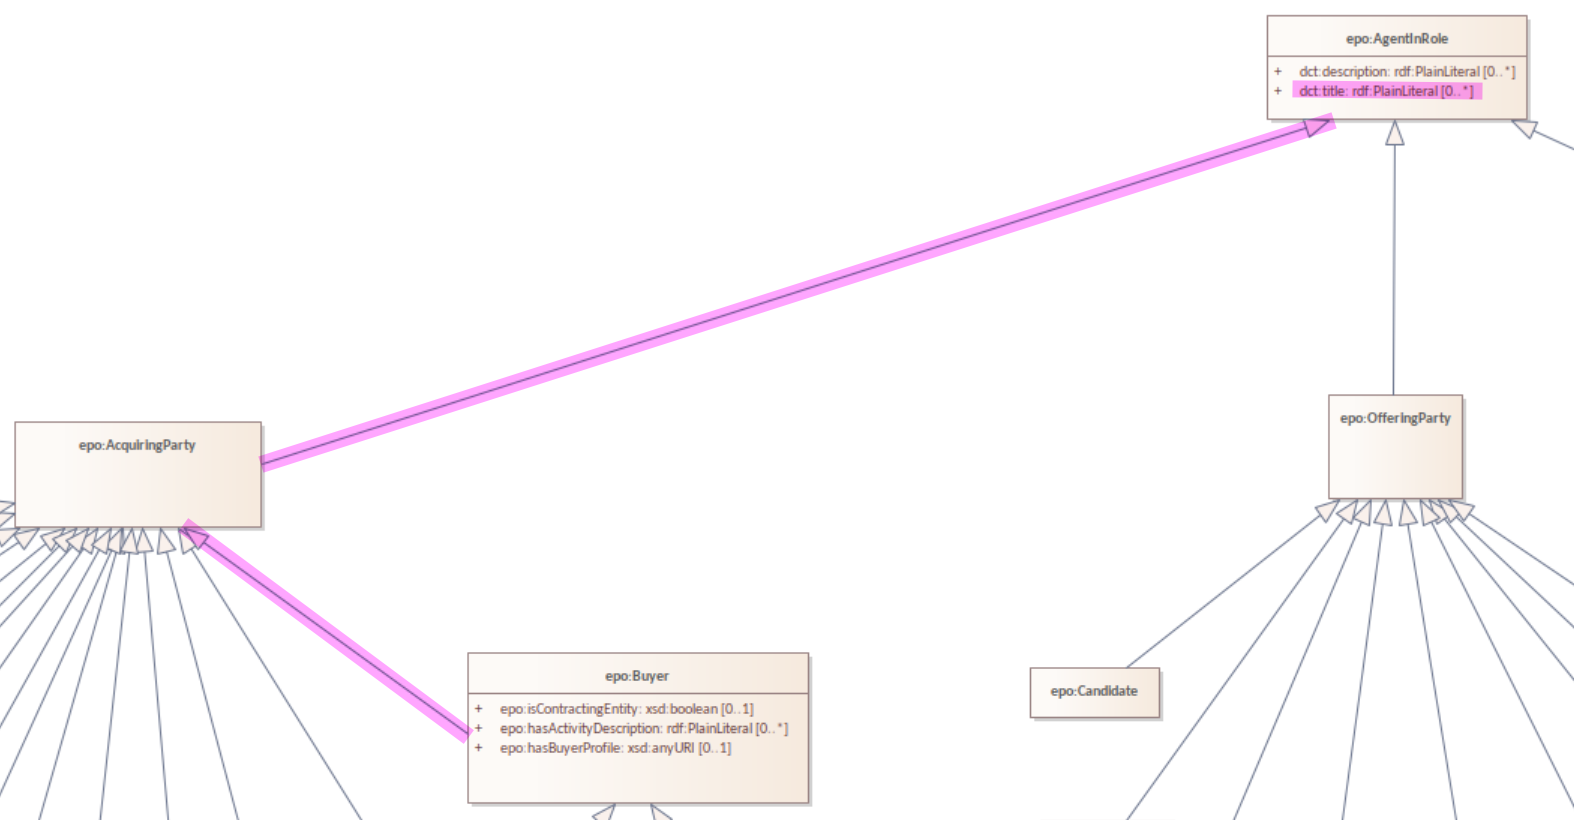 epo:AgentInRole
+ dct:description: rdf:PlainLiteral [0..*]
+ dct:title: rdf:PlainLiteral [0..*]
epo:AcquiringParty
epo:OfferingParty
epo:Buyer
+ epo:isContractingEntity: xsd:boolean [0..1]
+ epo:hasActivityDescription: rdf:PlainLiteral [0..*]
+ epo:hasBuyerProfile: xsd:anyURI [0..1]
epo:Candidate